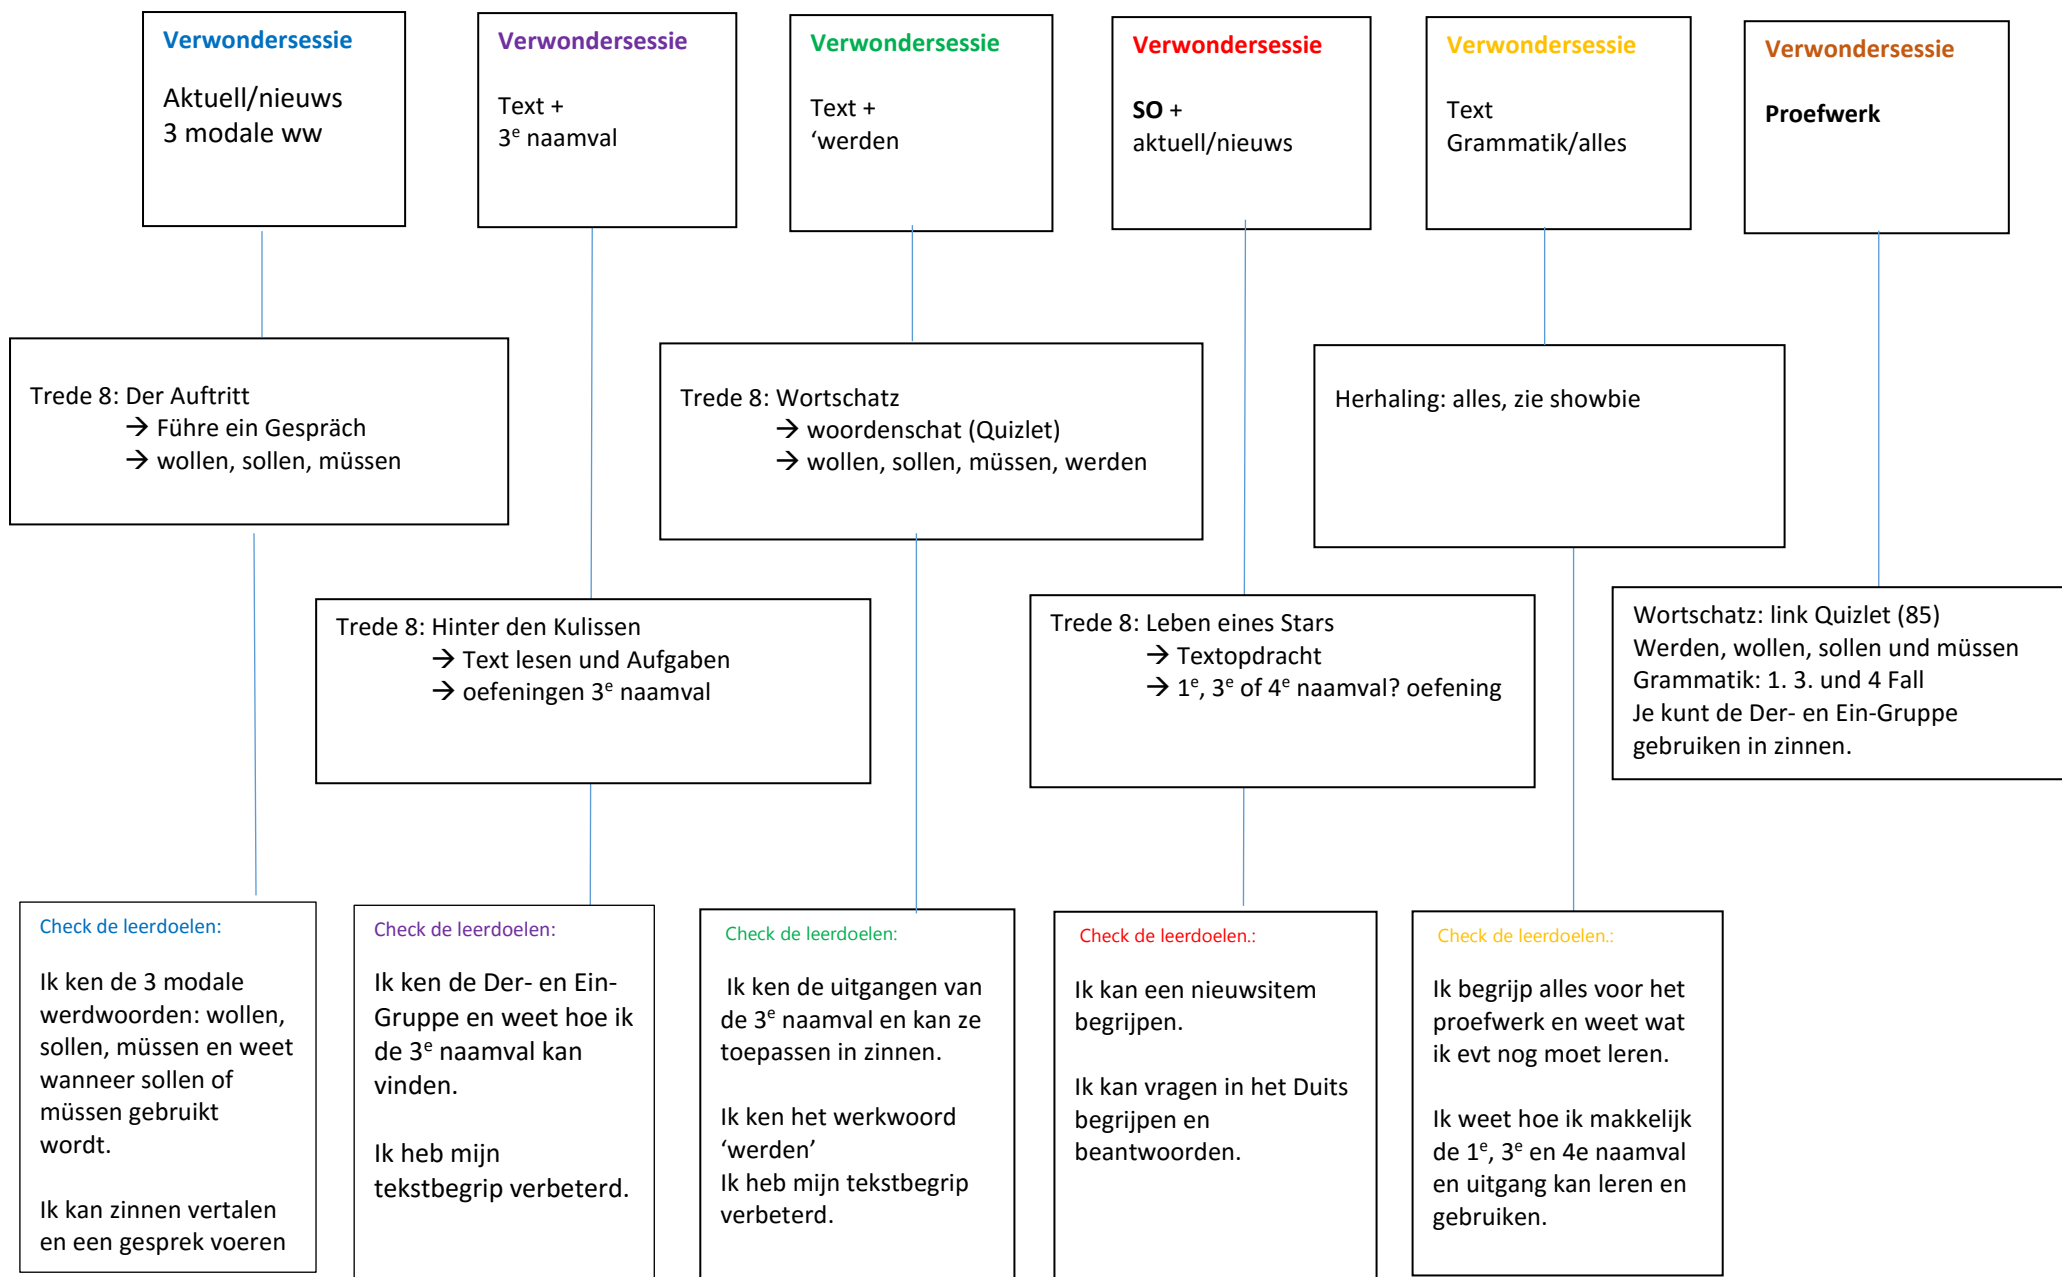 Verwondersessie
Aktuell/nieuws
3 modale ww
Verwondersessie
Text +
3e naamval
Verwondersessie
Text +
‘werden
Verwondersessie
SO +
aktuell/nieuws
Verwondersessie
Text
Grammatik/alles
Verwondersessie
Proefwerk
Trede 8: Der Auftritt
→ Führe ein Gespräch
→ wollen, sollen, müssen
Trede 8: Wortschatz
→ woordenschat (Quizlet)
→ wollen, sollen, müssen, werden
Herhaling: alles, zie showbie
Trede 8: Hinter den Kulissen
→ Text lesen und Aufgaben
→ oefeningen 3e naamval
Trede 8: Leben eines Stars
→ Textopdracht
→ 1e, 3e of 4e naamval? oefening
Wortschatz: link Quizlet (85)
Werden, wollen, sollen und müssen
Grammatik: 1. 3. und 4 Fall
Je kunt de Der- en Ein-Gruppe
gebruiken in zinnen.
Check de leerdoelen:
Ik ken de 3 modale
werdwoorden: wollen,
sollen, müssen en weet
wanneer sollen of
müssen gebruikt
wordt.
Ik kan zinnen vertalen
en een gesprek voeren
Check de leerdoelen:
Ik ken de Der- en Ein-
Gruppe en weet hoe ik
de 3e naamval kan
vinden.
Ik heb mijn
tekstbegrip verbeterd.
Check de leerdoelen:
Ik ken de uitgangen van
de 3e naamval en kan ze
toepassen in zinnen.
Ik ken het werkwoord
‘werden’
Ik heb mijn tekstbegrip
verbeterd.
Check de leerdoelen.:
Ik kan een nieuwsitem
begrijpen.
Ik kan vragen in het Duits
begrijpen en
beantwoorden.
Check de leerdoelen.:
Ik begrijp alles voor het
proefwerk en weet wat
ik evt nog moet leren.
Ik weet hoe ik makkelijk
de 1e, 3e en 4e naamval
en uitgang kan leren en
gebruiken.